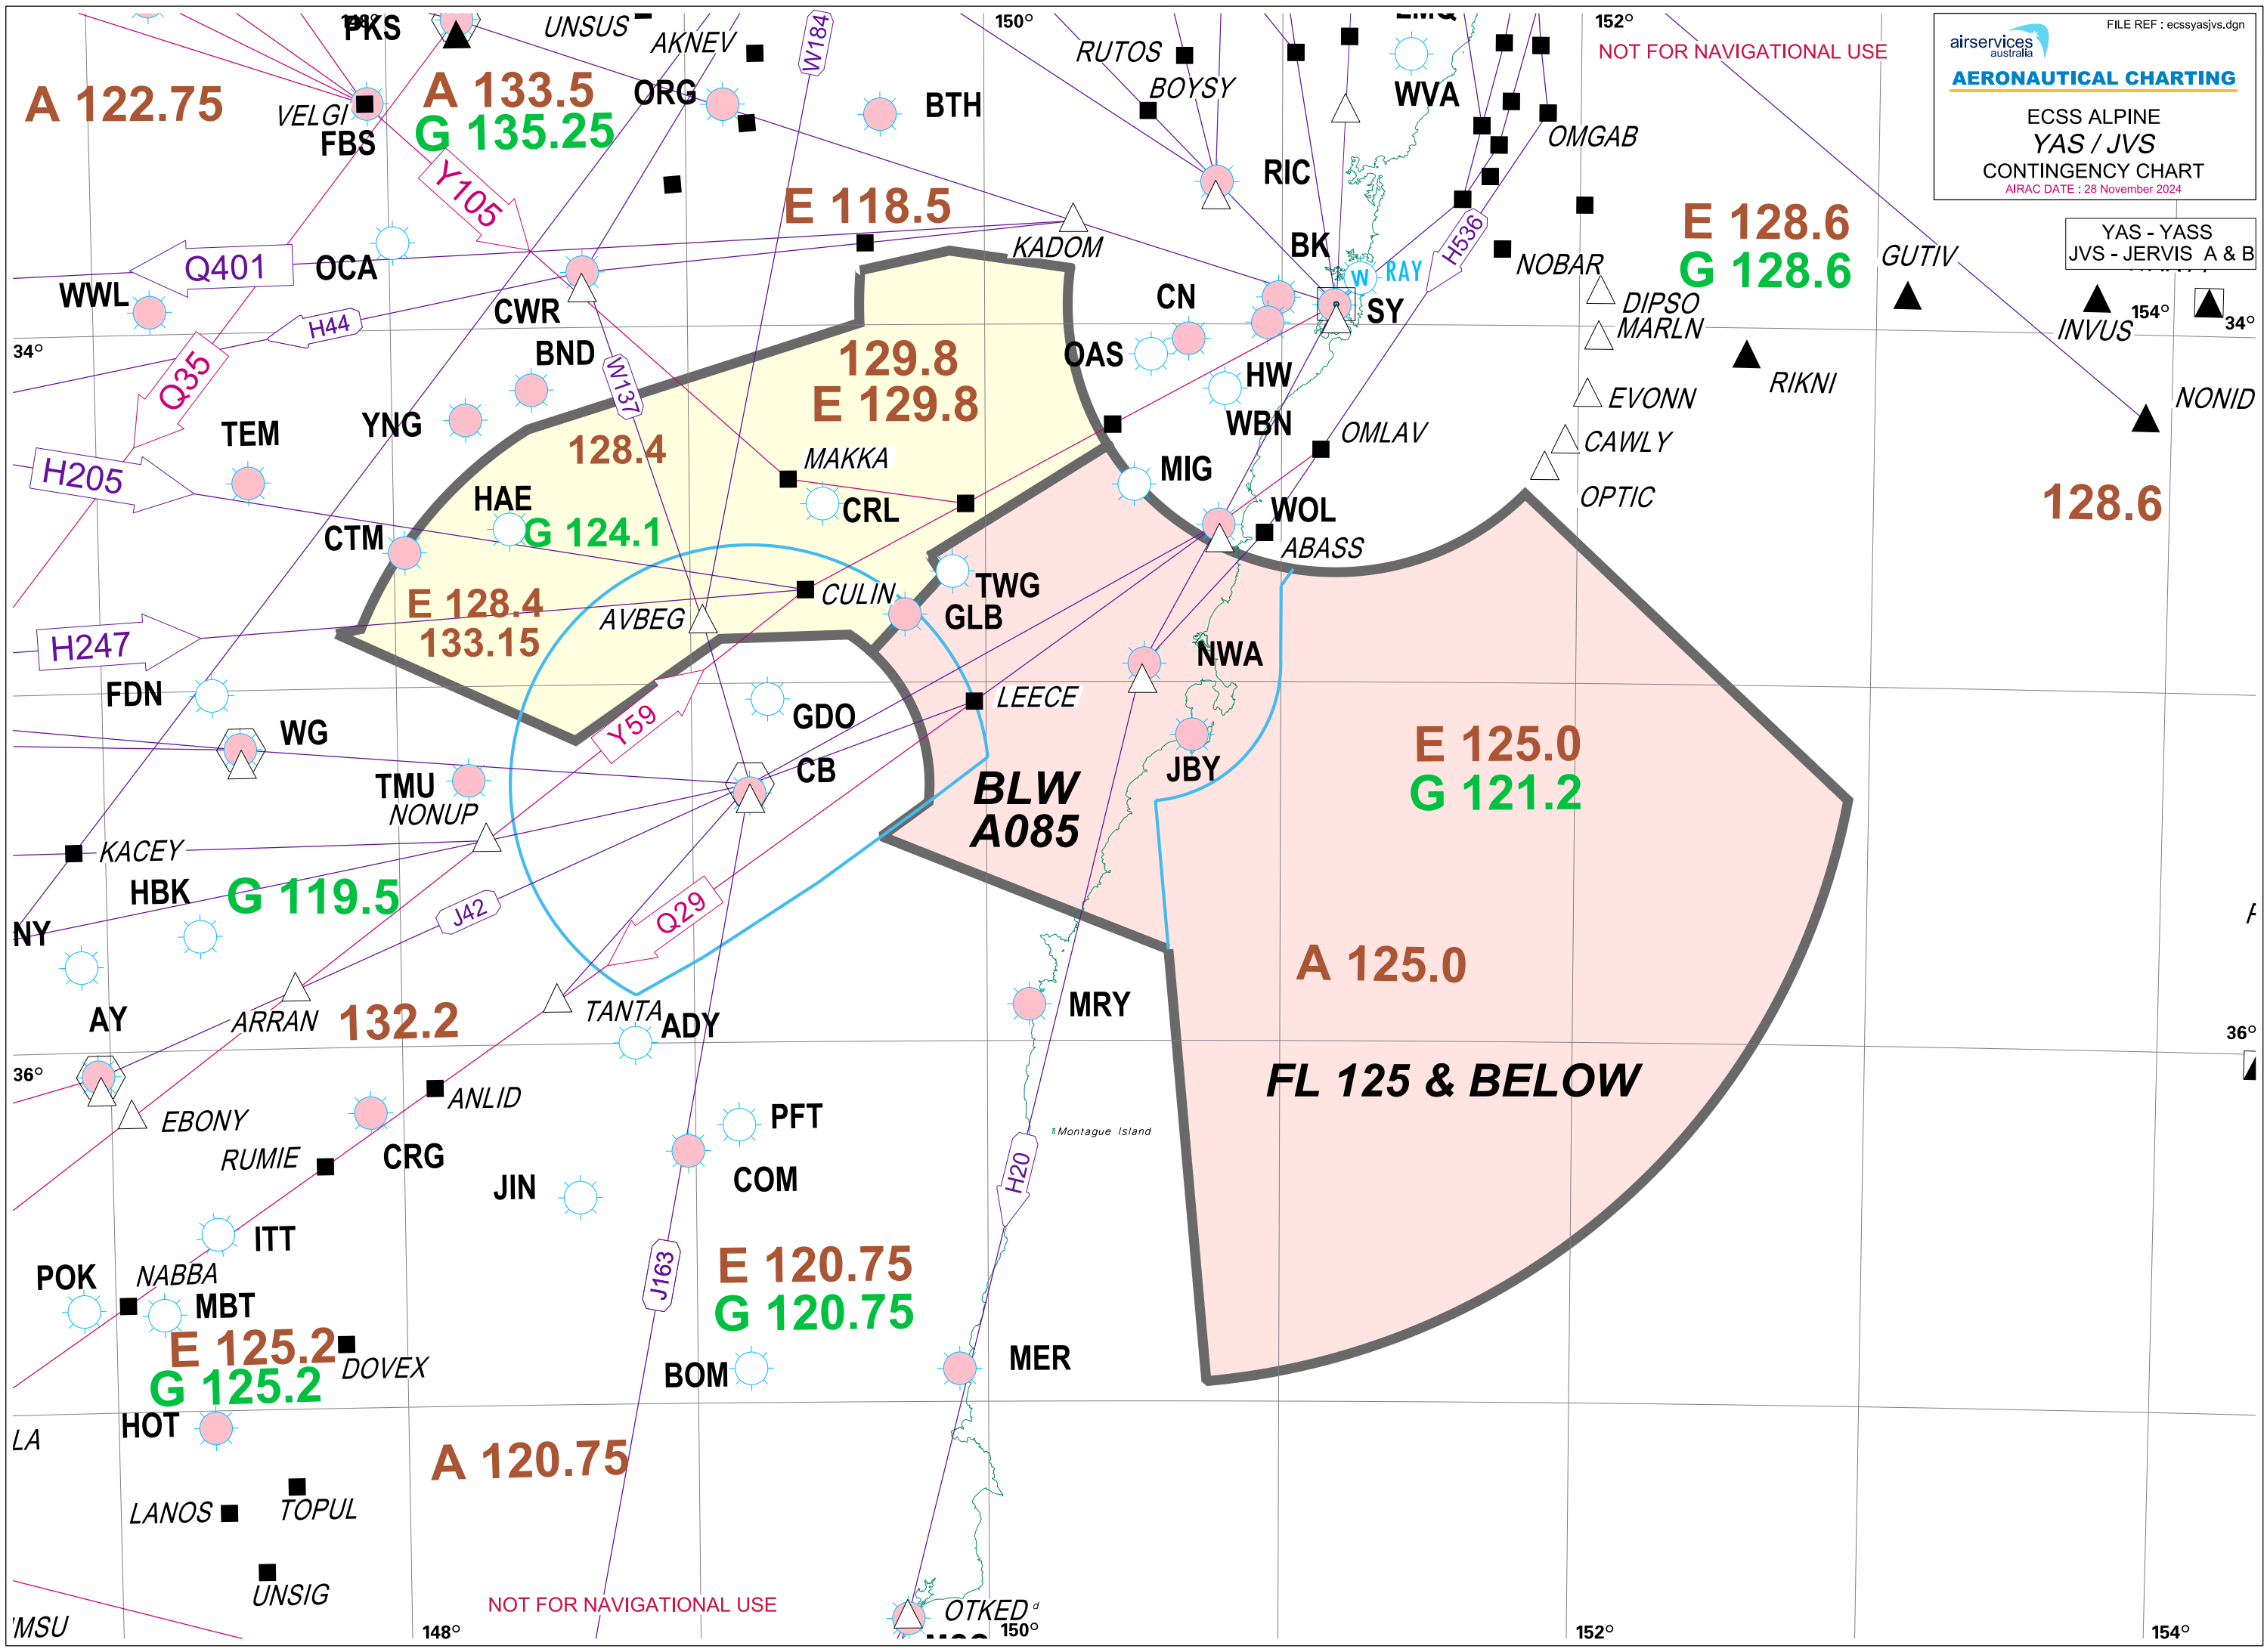 148°
PKS
UNSUS
AKNEV
W184
150°
RUTOS
BOYSY
WVA
152°
NOT FOR NAVIGATIONAL USE
FILE REF : ecssyasjvs.dgn
airservices
australia
AERONAUTICAL CHARTING
ECSS ALPINE
YAS / JVS
CONTINGENCY CHART
AIRAC DATE : 28 November 2024
YAS - YASS
JVS - JERVIS A & B
A 122.75
VELGI
FBS
A 133.5
G 135.25
ORG
BTH
OMGAB
RIC
Y105
E 118.5
KADOM
BK
RAY
W
H536
NOBAR
E 128.6
G 128.6
GUTIV
Q401
OCA
WWL
CWR
CN
SY
DIPSO
MARLN
INVUS
154°
34°
34°
H44
BND
W137
129.8
E 129.8
OAS
HW
RIKNI
Q35
YNG
TEM
WBN
EVONN
NONID
128.4
MAKKA
OMLAV
CAWLY
H205
MIG
HAE
CRL
WOL
OPTIC
128.6
G 124.1
CTM
ABASS
E 128.4
133.15
CULIN
TWG
AVBEG
GLB
H247
NWA
FDN
LEECE
GDO
WG
Y59
CB
E 125.0
G 121.2
JBY
TMU
NONUP
BLW
A085
KACEY
HBK
G 119.5
J42
Q29
NY
A 125.0
AY
ARRAN
132.2
TANTA
ADY
MRY
36°
36°
FL 125 & BELOW
ANLID
EBONY
PFT
Montague Island
RUMIE
CRG
COM
H20
JIN
ITT
J163
POK
NABBA
MBT
E 120.75
G 120.75
E 125.2
G 125.2
DOVEX
BOM
MER
HOT
LA
A 120.75
LANOS
TOPUL
UNSIG
NOT FOR NAVIGATIONAL USE
OTKED
MSU
148°
150°
152°
154°